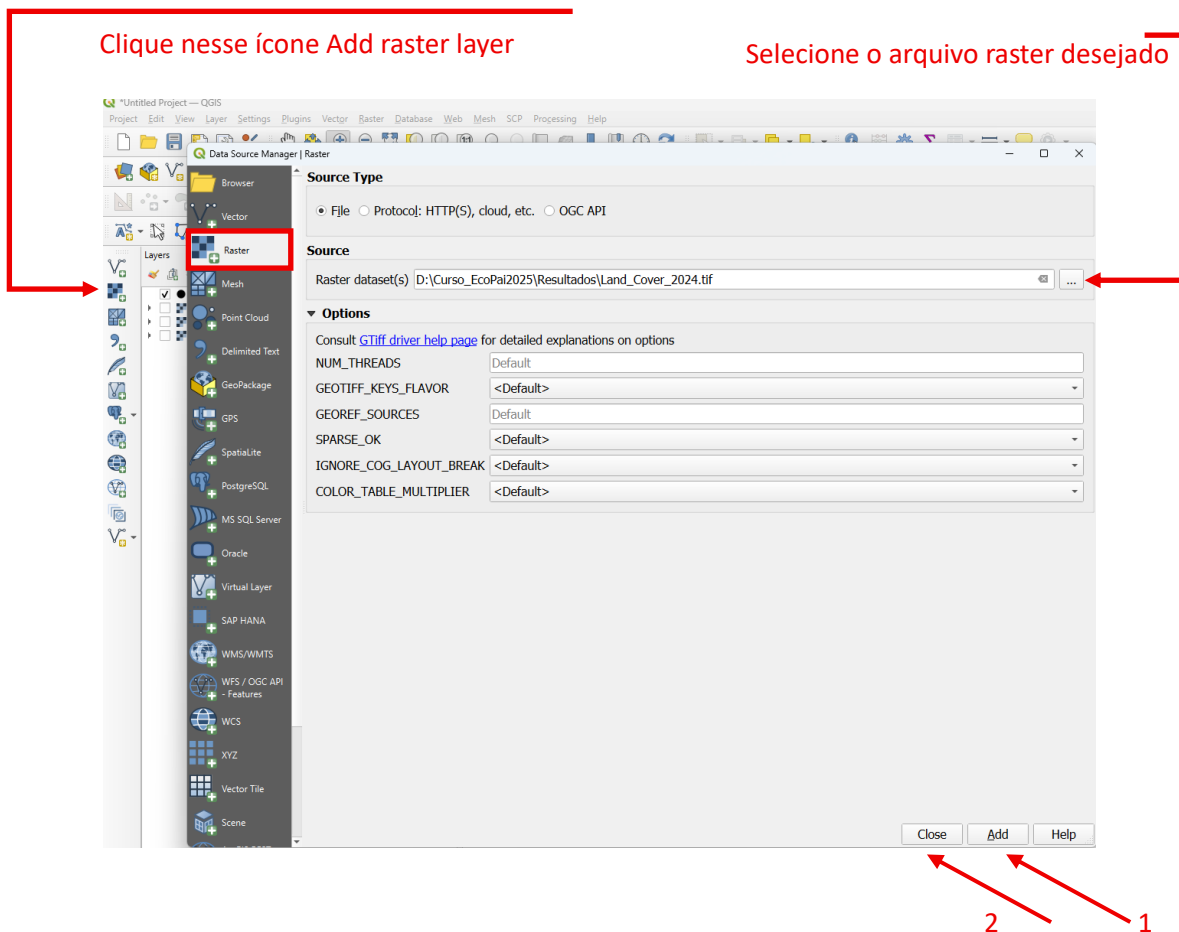 Clique nesse ícone Add raster layer
Selecione o arquivo raster desejado
*Untitled Project — QGIS
Project Edit View Layer Settings Plugins Vector Raster Database Web Mesh SCP Processing Help
Data Source Manager | Raster
Browser
Vector
Raster
Mesh
Point Cloud
Delimited Text
GeoPackage
GPS
SpatiaLite
PostgreSQL
MS SQL Server
Oracle
Virtual Layer
SAP HANA
WMS/WMTS
WFS / OGC API
- Features
WCS
XYZ
Vector Tile
Scene
Layers
Source Type
File Protocol: HTTP(S), cloud, etc. OGC API
Source
Raster dataset(s) D:\Curso_EcoPai2025\Resultados\Land_Cover_2024.tif ...
Options
Consult GTiff driver help page for detailed explanations on options
NUM_THREADS Default
GEOTIFF_KEYS_FLAVOR <Default>
GEOREF_SOURCES Default
SPARSE_OK <Default>
IGNORE_COG_LAYOUT_BREAK <Default>
COLOR_TABLE_MULTIPLIER <Default>
Close Add Help
2 1